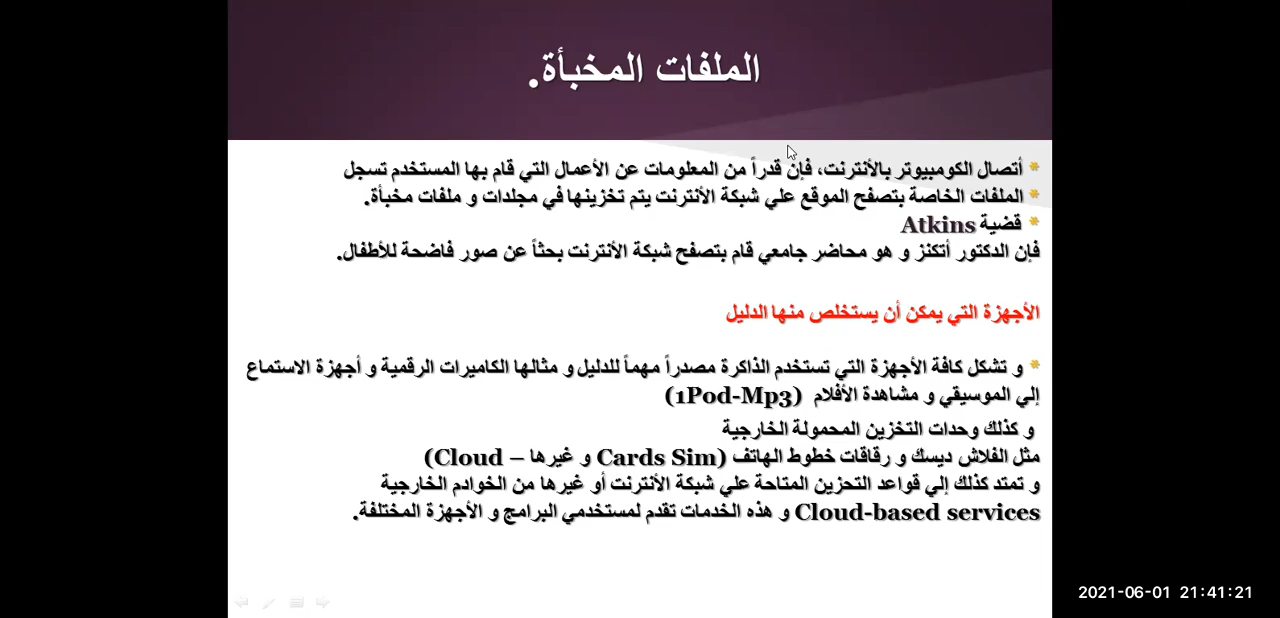 الملفات المخبأة.
* أتصال الكومبيوتر بالأنترنت، فإن قدراً من المعلومات عن الأعمال التي قام بها المستخدم تسجل
* الملفات الخاصة بتصفح الموقع علي شبكة الأنترنت يتم تخزينها في مجلدات و ملفات مخبأة.
* قضية Atkins
فإن الدكتور أتكنز و هو محاضر جامعي قام بتصفح شبكة الأنترنت بحثاً عن صور فاضحة للأطفال.
الأجهزة التي يمكن أن يستخلص منها الدليل
* و تشكل كافة الأجهزة التي تستخدم الذاكرة مصدراً مهماً للدليل و مثالها الكاميرات الرقمية و أجهزة الاستماع
إلي الموسيقي و مشاهدة الأفلام (1Pod-Mp3)
و كذلك وحدات التخزين المحمولة الخارجية
مثل الفلاش ديسك و رقاقات خطوط الهاتف (Cards Sim و غيرها – Cloud)
و تمتد كذلك إلي قواعد التحزين المتاحة علي شبكة الأنترنت أو غيرها من الخوادم الخارجية
Cloud-based services و هذه الخدمات تقدم لمستخدمي البرامج و الأجهزة المختلفة.
2021-06-01 21:41:21